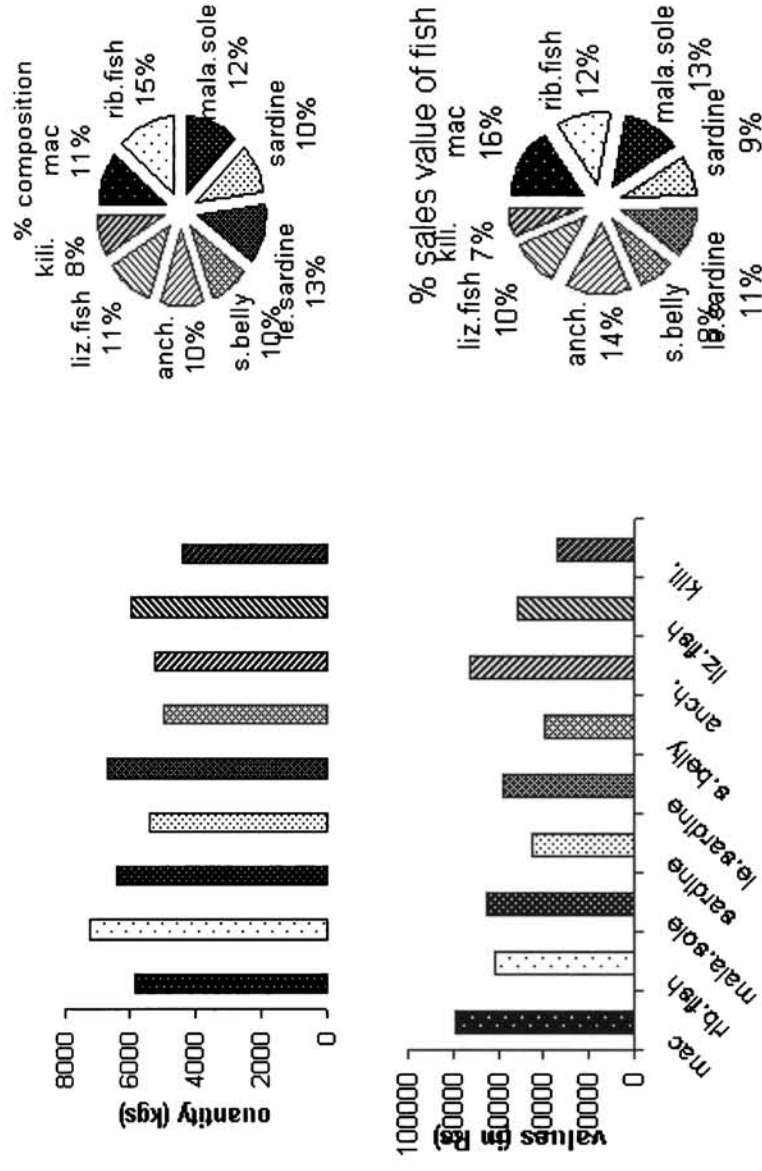 % composition
mac
11%
rib.fish
15%
mala.sole
12%
sardine
10%
le.sardine
13%
s.belly
10%
anch.
10%
liz.fish
11%
kili.
8%
8000
6000
4000
2000
0
quantity (kgs)
% sales value of fish
mac
16%
rib.fish
12%
mala.sole
13%
sardine
9%
le.sardine
11%
s.belly
8%
anch.
14%
liz.fish
10%
kili.
7%
100000
0
values (in Rs)
mac
rib.fish
mala.sole
sardine
le.sardine
s.belly
anch.
liz.fish
kili.